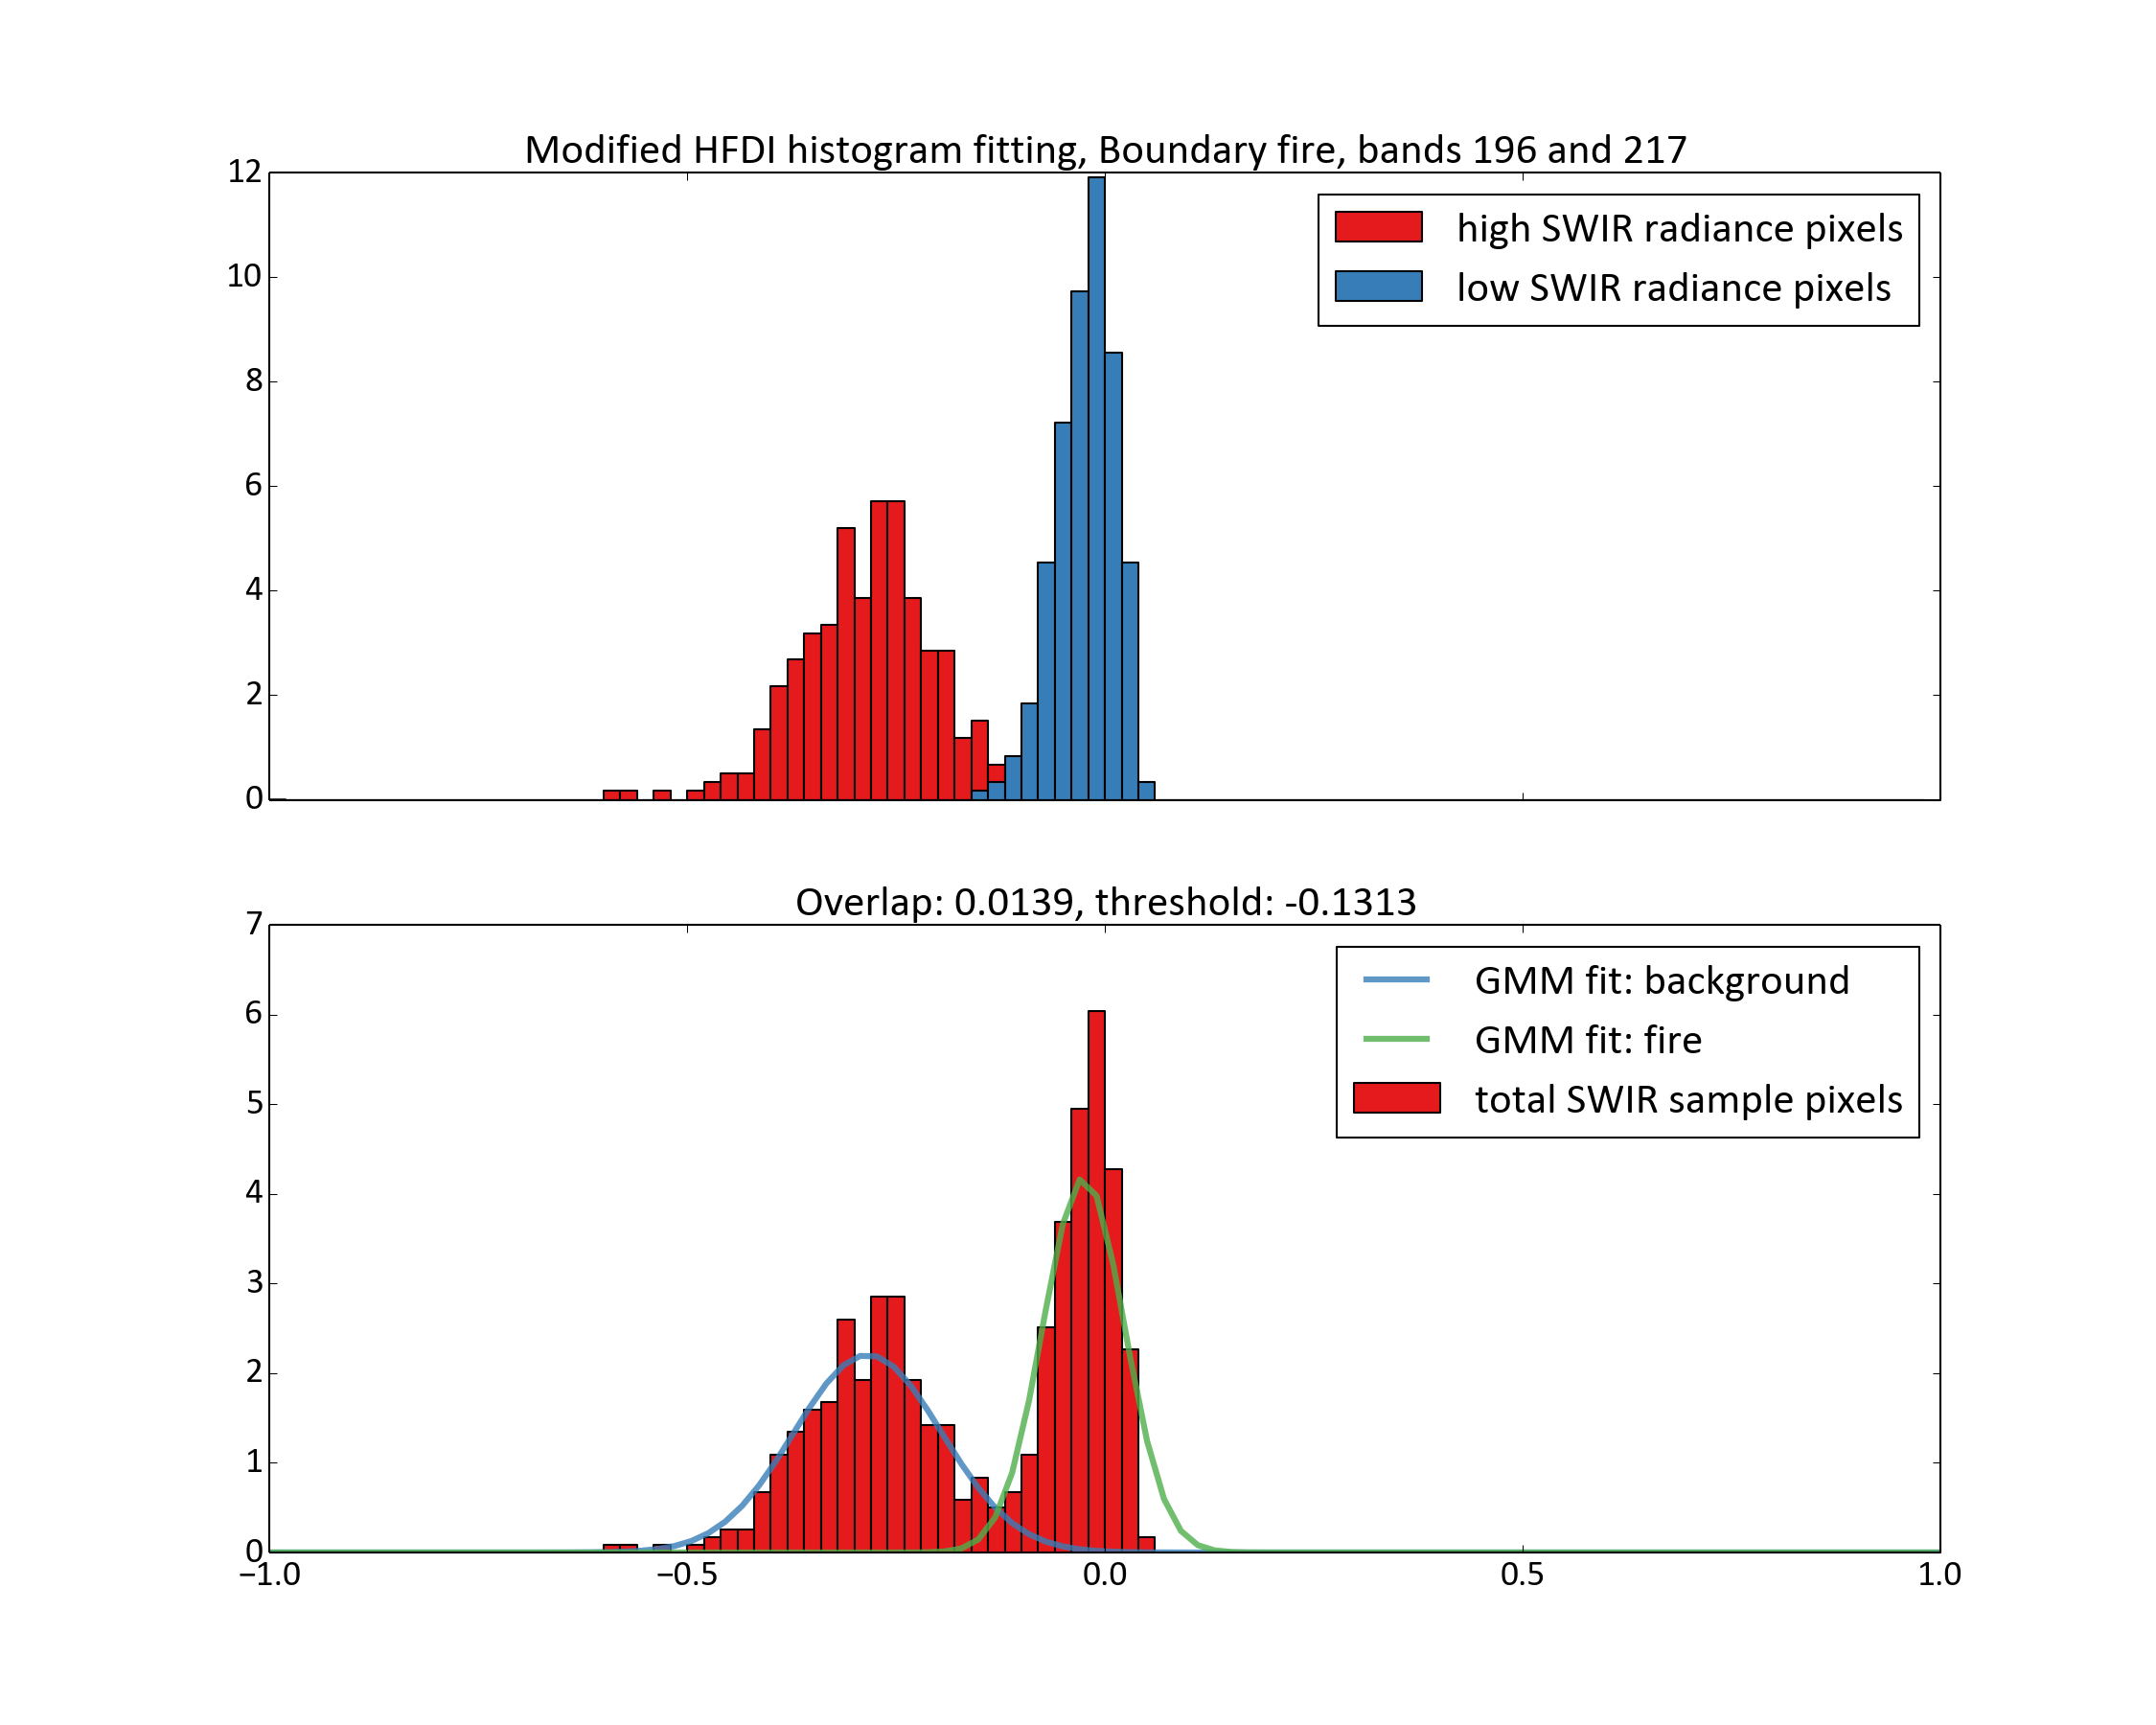 Modified HFDI histogram fitting, Boundary fire, bands 196 and 217
12
10
8
6
4
2
0
high SWIR radiance pixels
low SWIR radiance pixels
Overlap: 0.0139, threshold: -0.1313
7
6
5
4
3
2
1
0
GMM fit: background
GMM fit: fire
total SWIR sample pixels
−1.0 −0.5 0.0 0.5 1.0